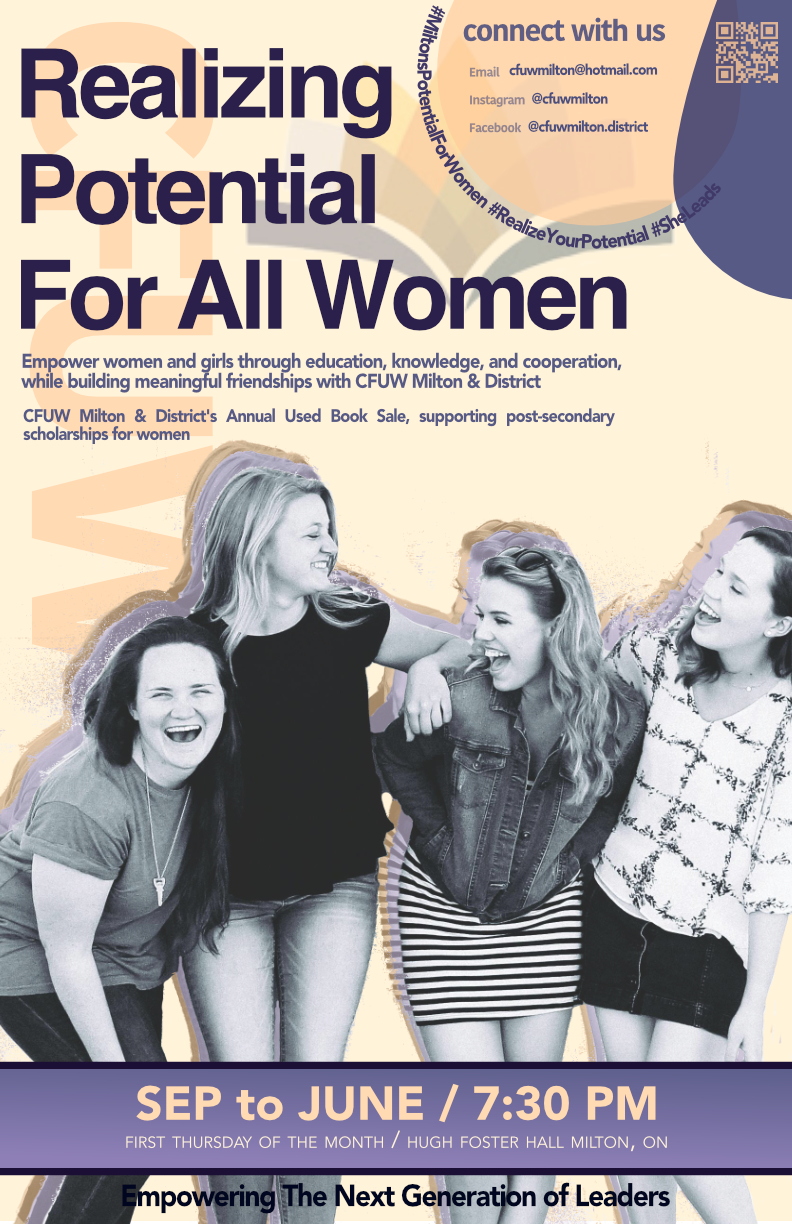 CFUW
Realizing
Potential
For All Women
#MiltonsPotentialForWomen #RealizeYourPotential #SheLeads
connect with us
Email cfuwmilton@hotmail.com
Instagram @cfuwmilton
Facebook @cfuwmilton.district
Empower women and girls through education, knowledge, and cooperation,
while building meaningful friendships with CFUW Milton & District
CFUW Milton & District's Annual Used Book Sale, supporting post-secondary
scholarships for women
SEP to JUNE / 7:30 PM
FIRST THURSDAY OF THE MONTH / HUGH FOSTER HALL MILTON, ON
Empowering The Next Generation of Leaders